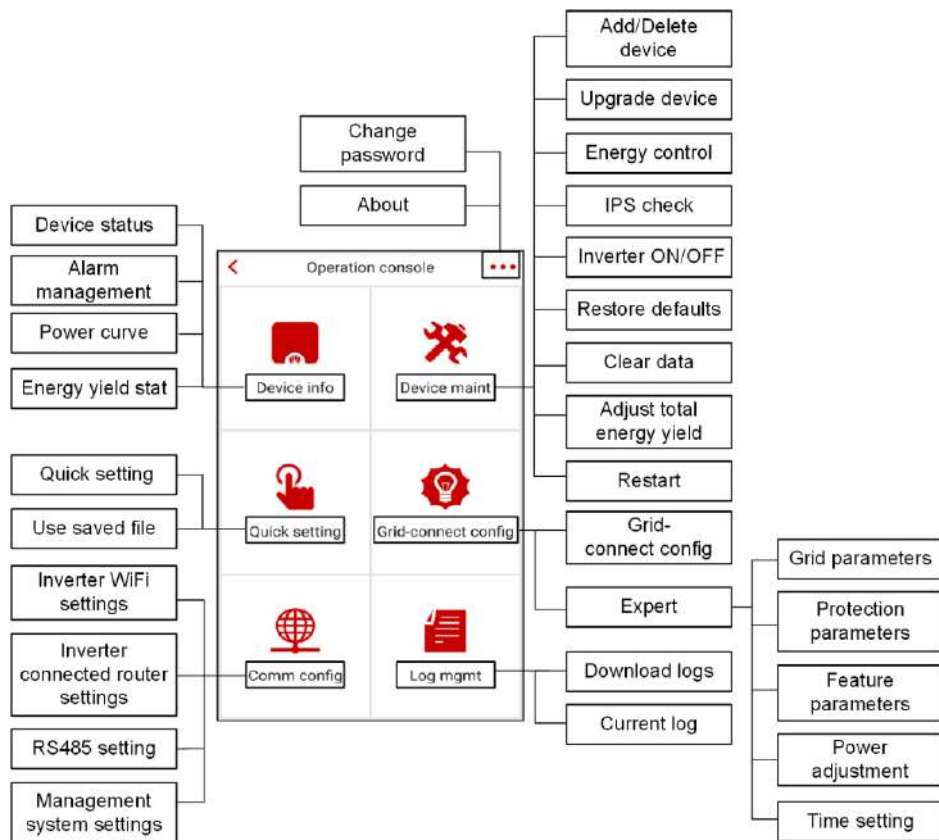 Add/Delete
device
Upgrade device
Energy control
IPS check
Inverter ON/OFF
Restore defaults
Clear data
Adjust total
energy yield
Restart
Change
password
About
Device status
Alarm
management
Power curve
Energy yield stat
Operation console
Device info
Device maint
Quick setting
Grid-connect config
Comm config
Log mgmt
Quick setting
Use saved file
Inverter WiFi
settings
Inverter
connected router
settings
RS485 setting
Management
system settings
Grid-
connect config
Expert
Download logs
Current log
Grid parameters
Protection
parameters
Feature
parameters
Power
adjustment
Time setting